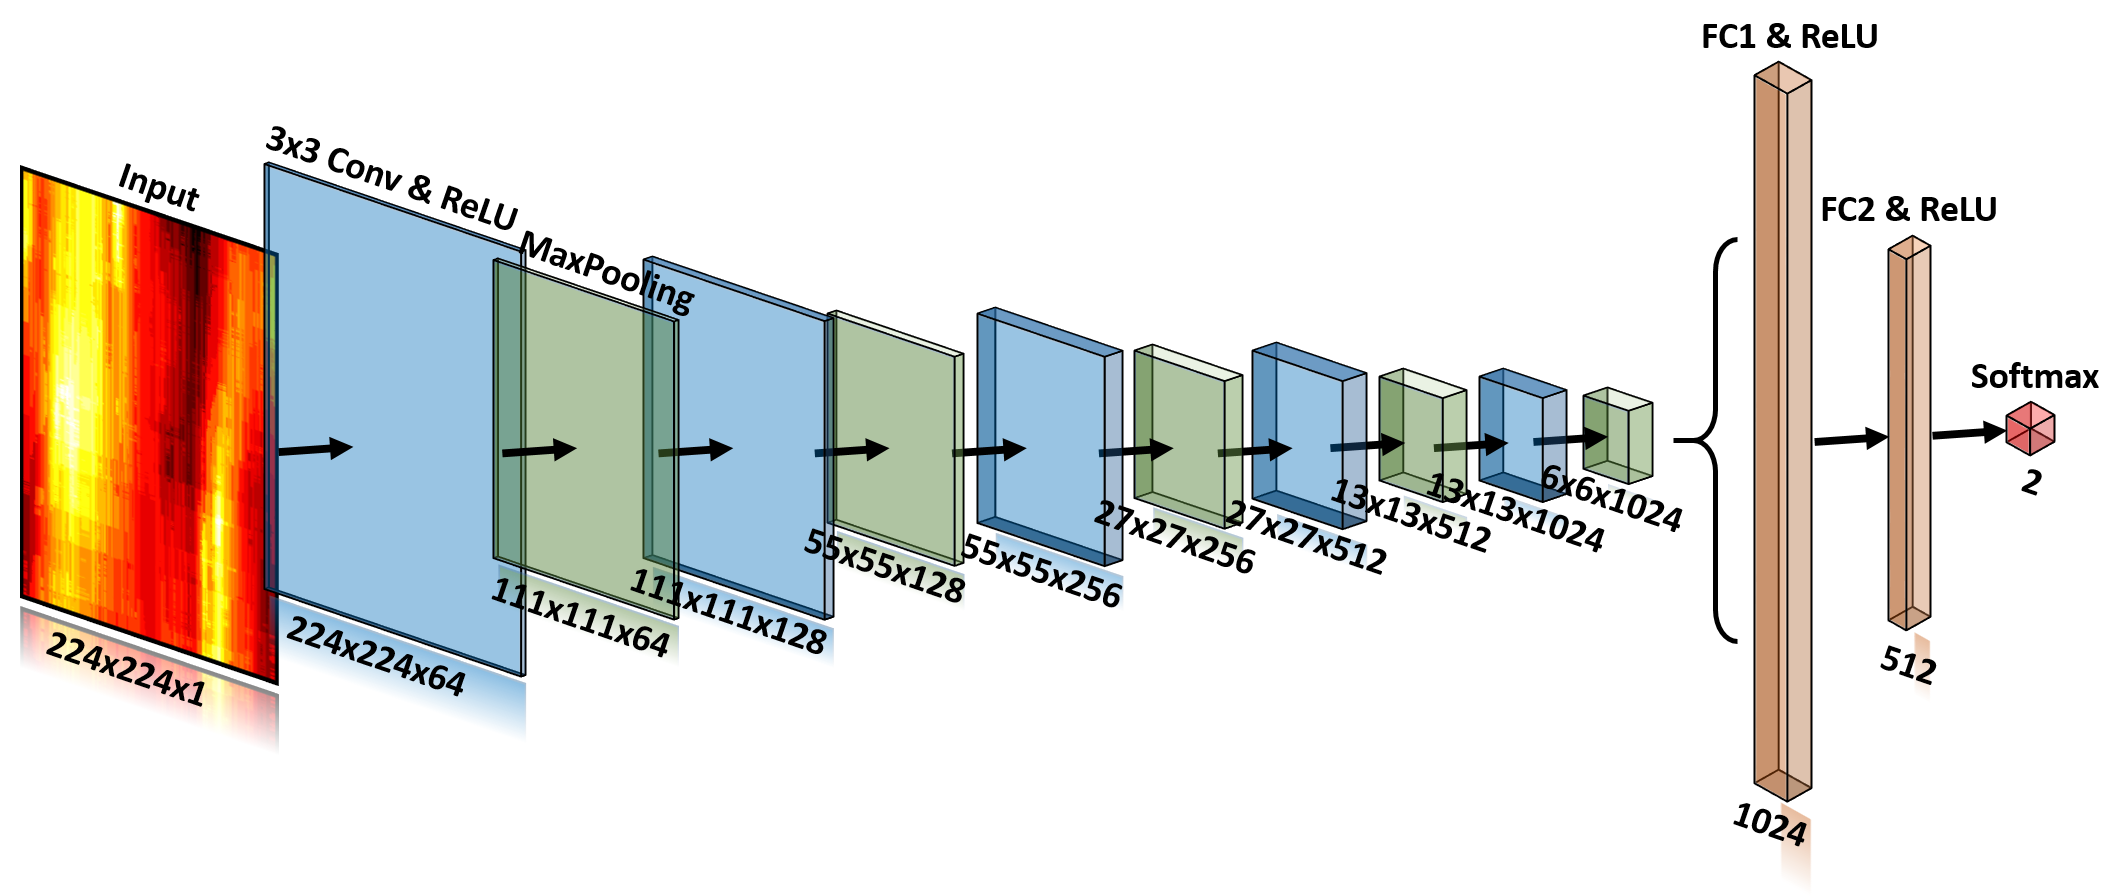 Input
3x3 Conv & ReLU
MaxPooling
FC1 & ReLU
FC2 & ReLU
Softmax
224x224x1
224x224x64
111x111x64
111x111x128
55x55x128
55x55x256
27x27x256
27x27x512
13x13x512
13x13x1024
6x6x1024
1024
512
2